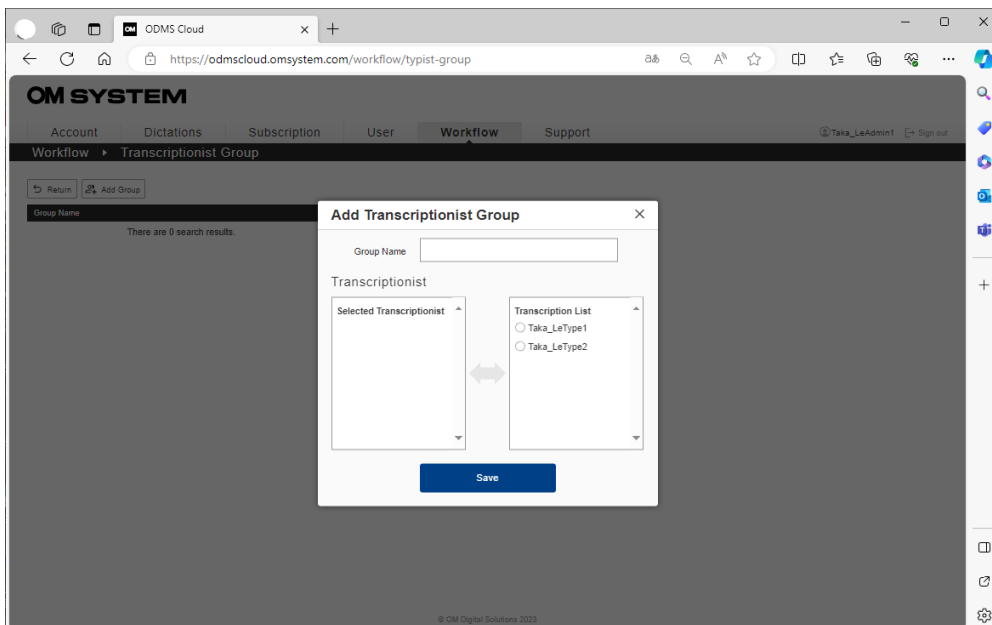 ODMS Cloud
https://odmscloud.omsystem.com/workflow/typist-group
OM SYSTEM
Account Dictations Subscription User Workflow Support
Taka_LeAdmin1 Sign out
Workflow Transcriptionist Group
Return Add Group
Group Name
There are 0 search results.
Add Transcriptionist Group
Group Name
Transcriptionist
Selected Transcriptionist
Transcription List
Taka_LeType1
Taka_LeType2
Save
© OM Digital Solutions 2023